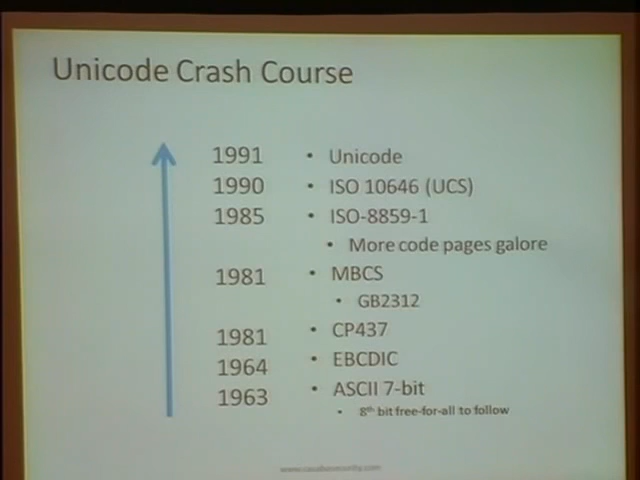 Unicode Crash Course
1991 • Unicode
1990 • ISO 10646 (UCS)
1985 • ISO-8859-1
• More code pages galore
1981 • MBCS
• GB2312
1981 • CP437
1964 • EBCDIC
1963 • ASCII 7-bit
• 8th bit free-for-all to follow